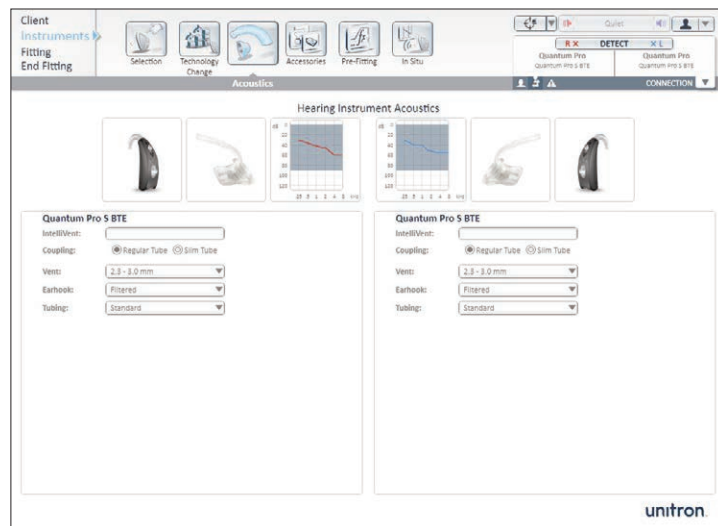 Client
Instruments
Fitting
End Fitting
Selection
Technology Change
Accessories
Pre-Fitting
In Situ
Acoustics
Quiet
R X DETECT X L
Quantum Pro
Quantum Pro S BTE
Quantum Pro
Quantum Pro S BTE
CONNECTION
Hearing Instrument Acoustics
Quantum Pro S BTE
IntelliVent:
Coupling: Regular Tube Slim Tube
Vent: 2.3 - 3.0 mm
Earhook: Filtered
Tubing: Standard
Quantum Pro S BTE
IntelliVent:
Coupling: Regular Tube Slim Tube
Vent: 2.3 - 3.0 mm
Earhook: Filtered
Tubing: Standard
unitron.